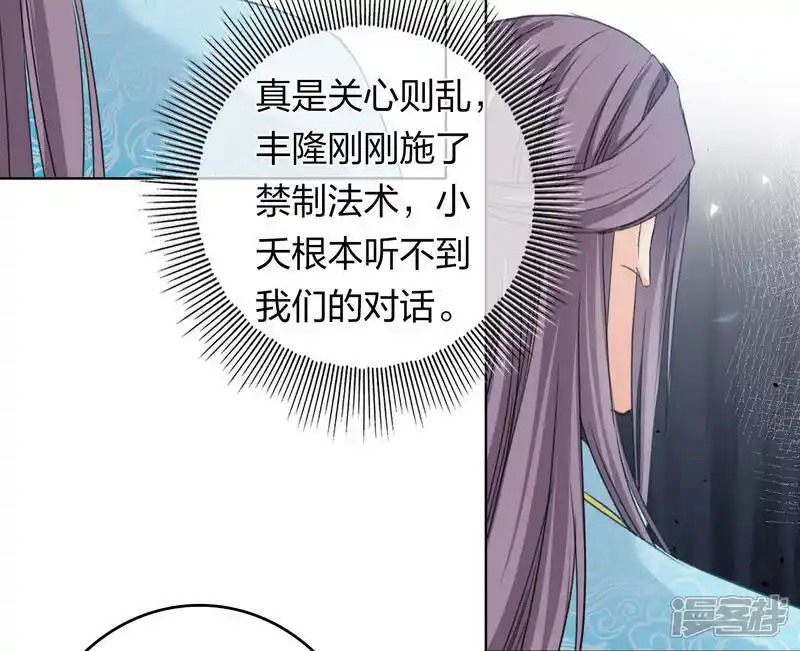 真是关心则乱，
丰隆刚刚施了
禁制法术，小
夭根本听不到
我们的对话。
漫客栈